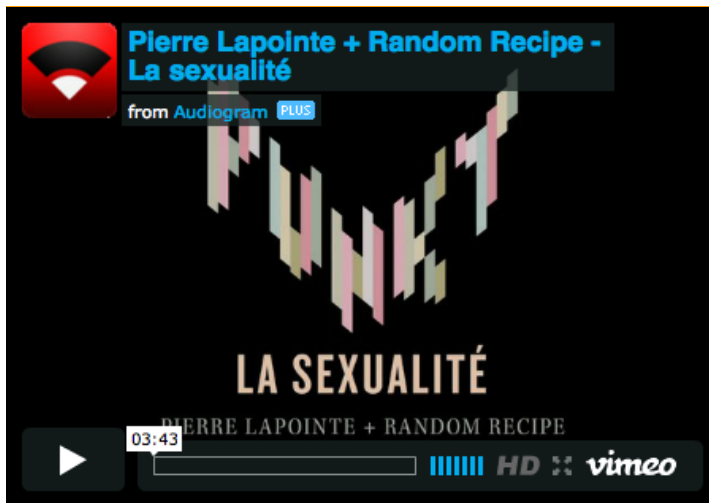 Pierre Lapointe + Random Recipe -
La sexualité
from Audiogram PLUS
PUNKT
LA SEXUALITÉ
PIERRE LAPOINTE + RANDOM RECIPE
03:43
HD vimeo